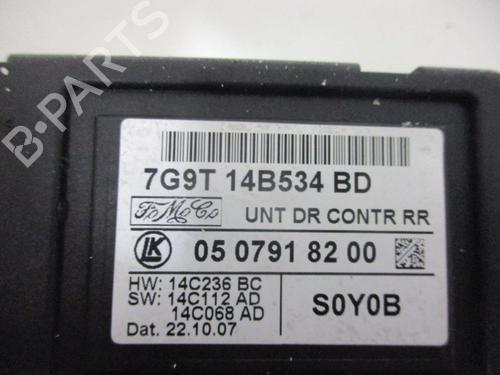 B-PARTS
7G9T 14B534 BD
FoMoCo UNT DR CONTR RR
LK 05 0791 82 00
HW: 14C236 BC
SW: 14C112 AD
14C068 AD
Dat. 22.10.07
S0Y0B